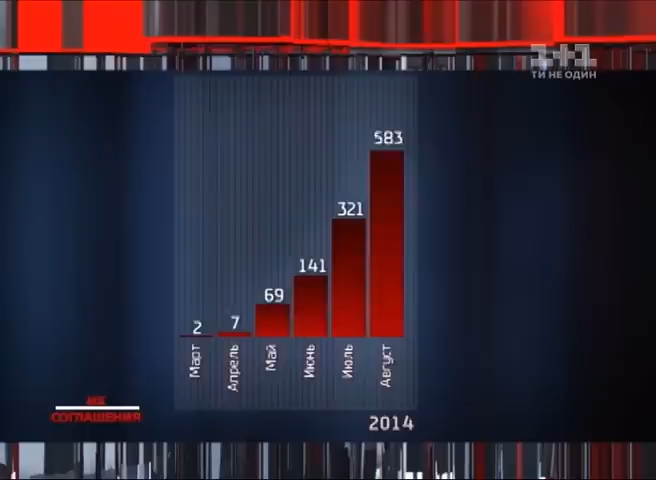 1+1
ТИ НЕ ОДИН
583
321
141
69
7
2
Март
Апрель
Май
Июнь
Июль
Август
СОГЛАШЕНИЯ
2014